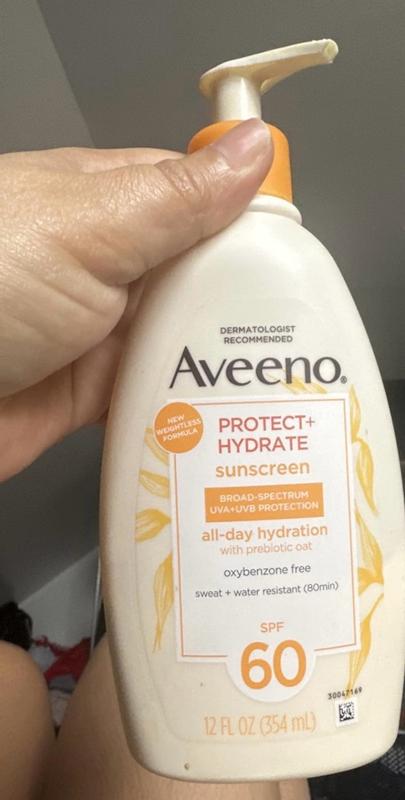 DERMATOLOGIST
RECOMMENDED
Aveeno®
NEW
WEIGHTLESS
FORMULA
PROTECT+
HYDRATE
sunscreen
BROAD-SPECTRUM
UVA+UVB PROTECTION
all-day hydration
with prebiotic oat
oxybenzone free
sweat + water resistant (80min)
SPF
60
30047169
12 FL OZ (354 mL)